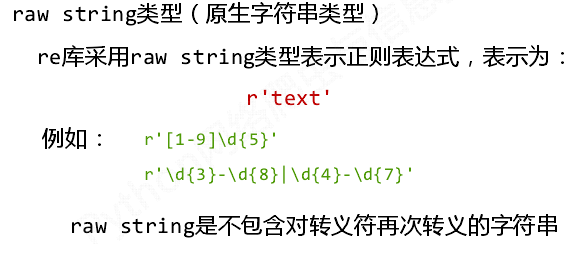 raw string类型（原生字符串类型）
re库采用raw string类型表示正则表达式，表示为：
r'text'
例如： r'[1-9]\d{5}'
r'\d{3}-\d{8}|\d{4}-\d{7}'
raw string是不包含对转义符再次转义的字符串